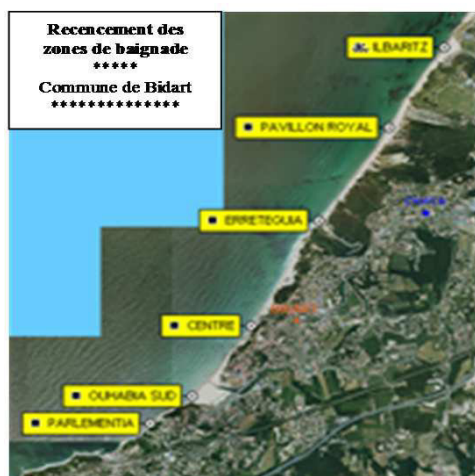 Recencement des
zones de baignade
*****
Commune de Bidart
**************
ILBARITZ
PAVILLON ROYAL
ERRETEGUIA
CENTRE
OUHABIA SUD
PARLEMENTIA